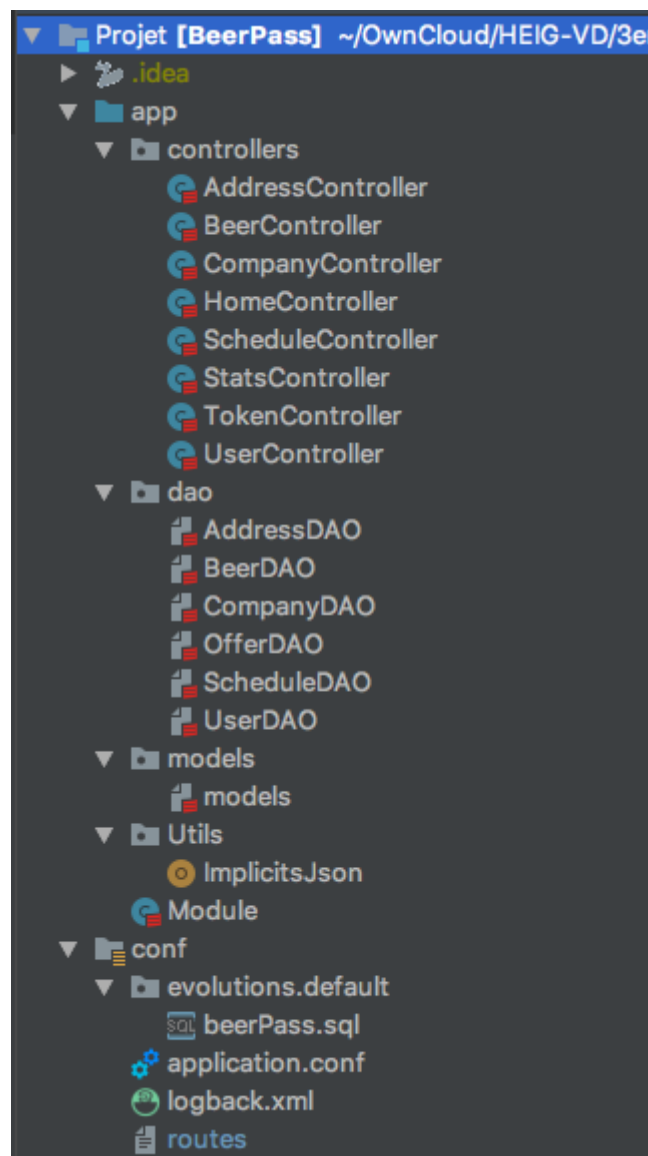 Projet [BeerPass] ~/OwnCloud/HEIG-VD/3e
.idea
app
controllers
AddressController
BeerController
CompanyController
HomeController
ScheduleController
StatsController
TokenController
UserController
dao
AddressDAO
BeerDAO
CompanyDAO
OfferDAO
ScheduleDAO
UserDAO
models
models
Utils
ImplicitsJson
Module
conf
evolutions.default
SQL beerPass.sql
application.conf
logback.xml
routes